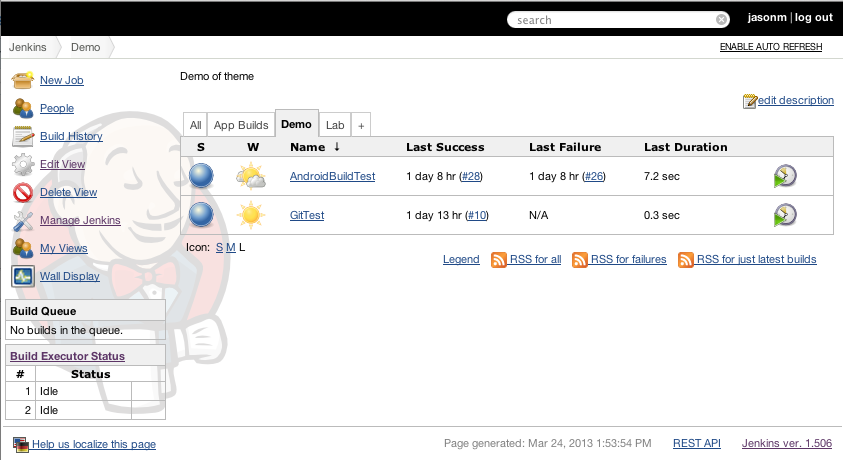 search
jasonm | log out
Jenkins Demo
ENABLE AUTO REFRESH
New Job
People
Build History
Edit View
Delete View
Manage Jenkins
My Views
Wall Display
Build Queue
No builds in the queue.
Build Executor Status
# Status
1 Idle
2 Idle
Demo of theme
edit description
All App Builds Demo Lab +
S W Name ↓ Last Success Last Failure Last Duration
AndroidBuildTest 1 day 8 hr (#28) 1 day 8 hr (#26) 7.2 sec
GitTest 1 day 13 hr (#10) N/A 0.3 sec
Icon: S M L
Legend RSS for all RSS for failures RSS for just latest builds
Help us localize this page Page generated: Mar 24, 2013 1:53:54 PM REST API Jenkins ver. 1.506